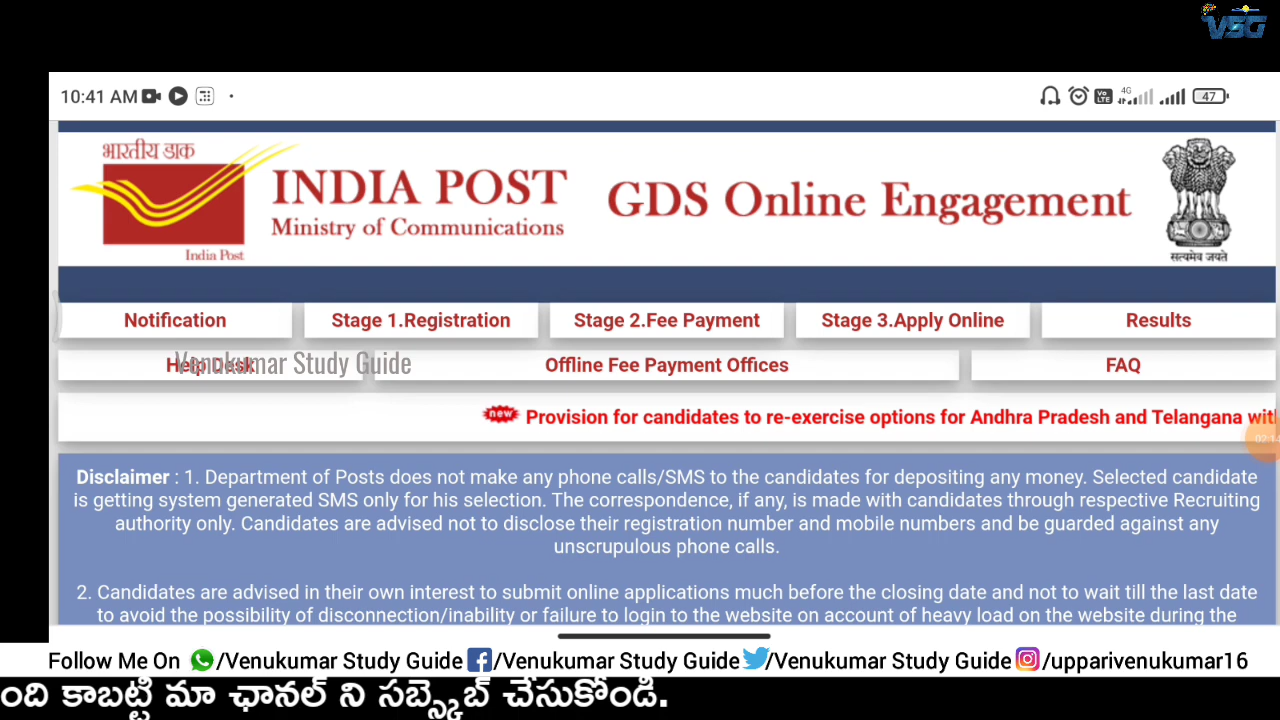 VSG
10:41 AM
Vo LTE
4G
47
भारतीय डाक
INDIA POST
GDS Online Engagement
Ministry of Communications
India Post
सत्यमेव जयते
Notification
Stage 1.Registration
Stage 2.Fee Payment
Stage 3.Apply Online
Results
Help Desk
Venukumar Study Guide
Offline Fee Payment Offices
FAQ
new Provision for candidates to re-exercise options for Andhra Pradesh and Telangana with
Disclaimer : 1. Department of Posts does not make any phone calls/SMS to the candidates for depositing any money. Selected candidate
is getting system generated SMS only for his selection. The correspondence, if any, is made with candidates through respective Recruiting
authority only. Candidates are advised not to disclose their registration number and mobile numbers and be guarded against any
unscrupulous phone calls.
2. Candidates are advised in their own interest to submit online applications much before the closing date and not to wait till the last date
to avoid the possibility of disconnection/inability or failure to login to the website on account of heavy load on the website during the
Follow Me On /Venukumar Study Guide /Venukumar Study Guide /Venukumar Study Guide /upparivenukumar16
ంది కాబట్టి మా ఛానల్ ని సబ్స్క్రైబ్ చేసుకోండి.